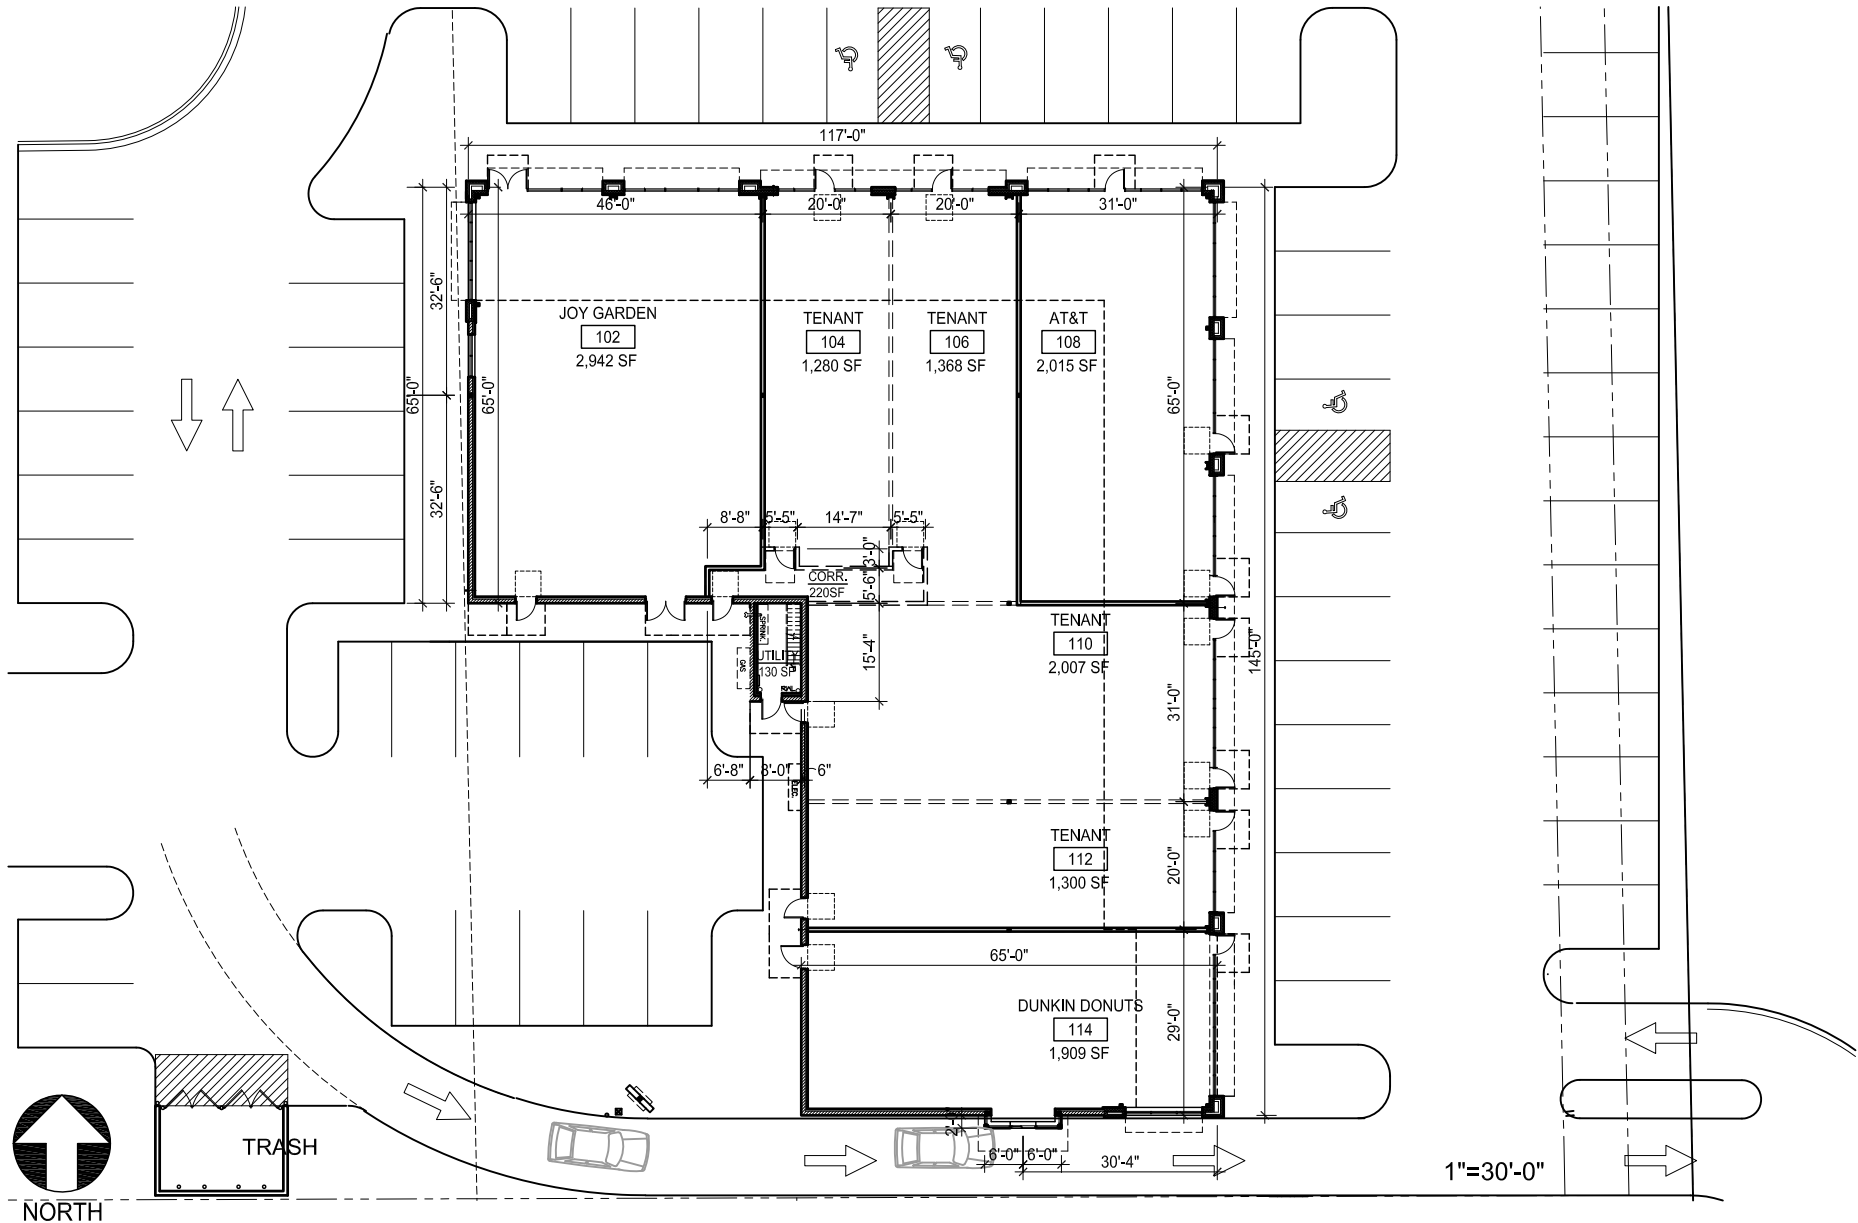 117'-0"
46'-0"
20'-0"
20'-0"
31'-0"
32'-6"
65'-0"
65'-0"
32'-6"
65'-0"
JOY GARDEN
102
2,942 SF
TENANT
104
1,280 SF
TENANT
106
1,368 SF
AT&T
108
2,015 SF
8'-8"
5'-5"
14'-7"
5'-5"
3'-0"
5'-6"
CORR.
220SF
SPRINK.
UTILITY
130 SF
GAS
15'-4"
TENANT
110
2,007 SF
145'-0"
31'-0"
6'-8"
8'-0"
6"
ELEC.
TENANT
112
1,300 SF
20'-0"
65'-0"
DUNKIN DONUTS
114
1,909 SF
29'-0"
2'-0"
6'-0"
6'-0"
30'-4"
TRASH
NORTH
1"=30'-0"